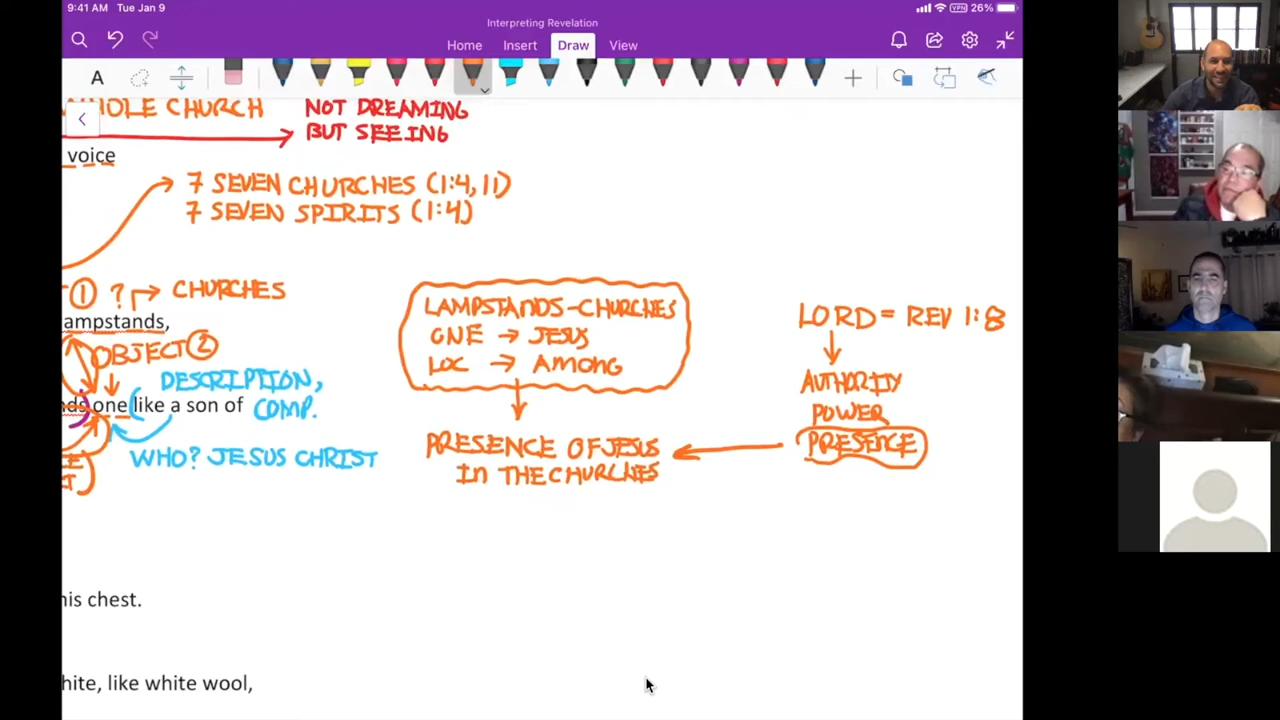 9:41 AM Tue Jan 9
VPN 26%
Interpreting Revelation
Home Insert Draw View
A
WHOLE CHURCH
NOT DREAMING
BUT SEEING
voice
7 SEVEN CHURCHES (1:4, 11)
7 SEVEN SPIRITS (1:4)
1 ? CHURCHES
ampstands,
OBJECT 2
DESCRIPTION,
one like a son of COMP.
WHO? JESUS CHRIST
LAMPSTANDS-CHURCHES
ONE → JESUS
LOC → AMONG
PRESENCE OF JESUS
IN THE CHURCHES
LORD = REV 1:8
AUTHORITY
POWER
PRESENCE
his chest.
hite, like white wool,